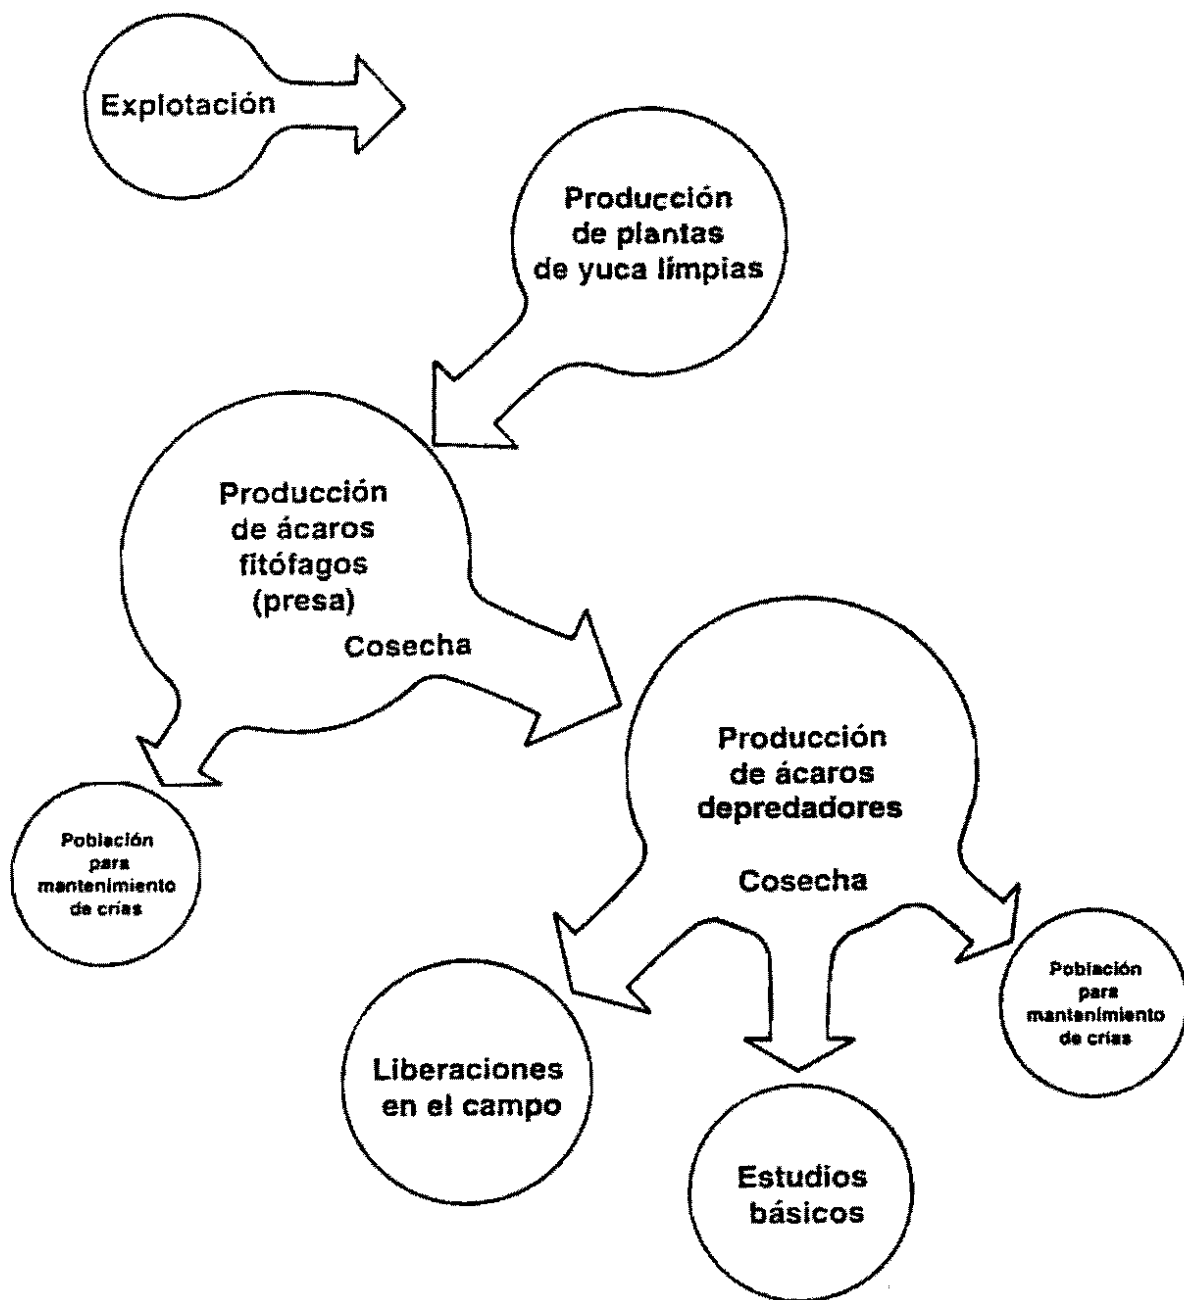 Explotación
Producción
de plantas
de yuca limpias
Producción
de ácaros
fitófagos
(presa)
Cosecha
Producción
de ácaros
depredadores
Cosecha
Población
para
mantenimiento
de crías
Población
para
mantenimiento
de crías
Liberaciones
en el campo
Estudios
básicos